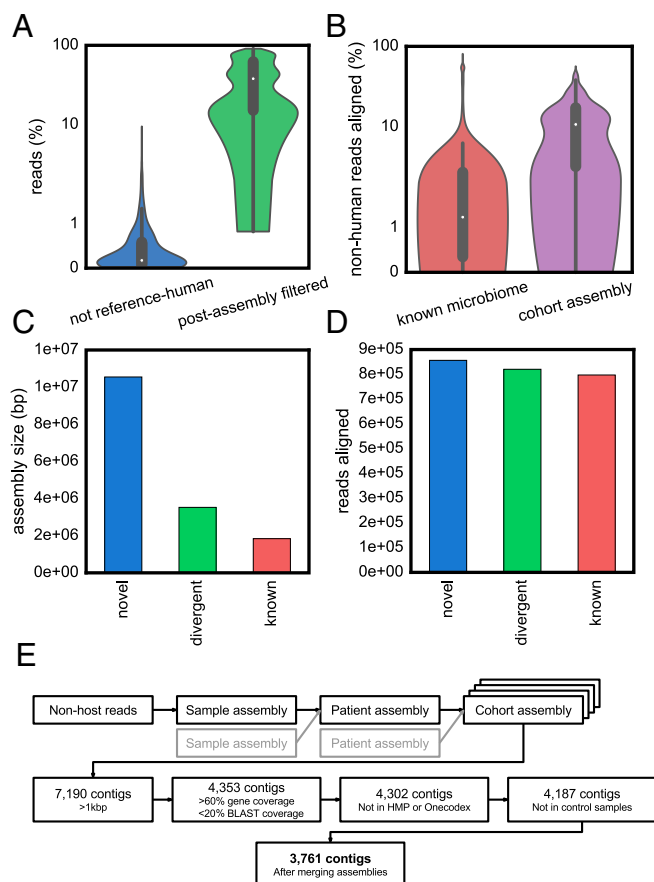 A
B
100
10
1
0
reads (%)
not reference-human
post-assembly filtered
100
10
1
0
non-human reads aligned (%)
known microbiome
cohort assembly
C
D
1e+07
1e+07
8e+06
6e+06
4e+06
2e+06
0e+00
assembly size (bp)
novel
divergent
known
9e+05
8e+05
7e+05
6e+05
5e+05
4e+05
3e+05
2e+05
1e+05
0e+00
reads aligned
novel
divergent
known
E
Non-host reads
Sample assembly
Patient assembly
Cohort assembly
Sample assembly
Patient assembly
7,190 contigs
>1kbp
4,353 contigs
>60% gene coverage
<20% BLAST coverage
4,302 contigs
Not in HMP or Onecodex
4,187 contigs
Not in control samples
3,761 contigs
After merging assemblies